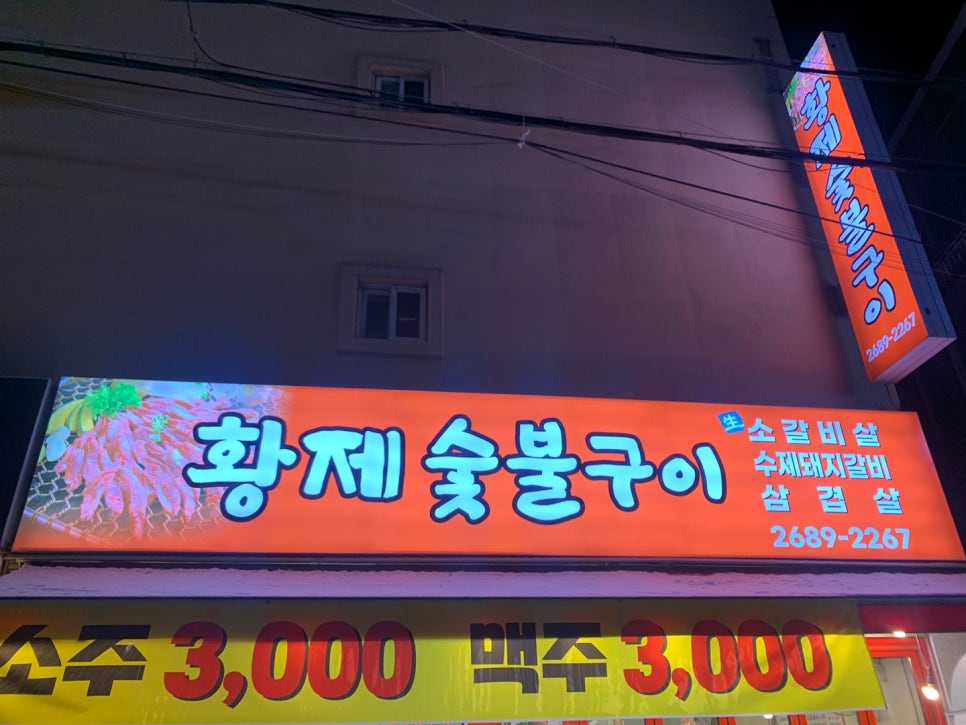 황제 숯불구이
生 소갈비살
수제돼지갈비
삼겹살
2689-2267
황제숯불구이
2689-2267
소주 3,000 맥주 3,000